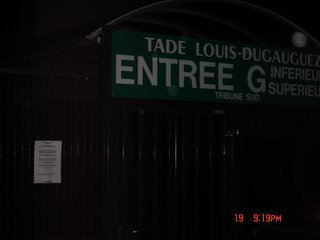 TADE LOUIS-DUGAUGUEZ
ENTREE G INFERIEU
SUPERIEU
TRIBUNE SUD
19 9:19PM